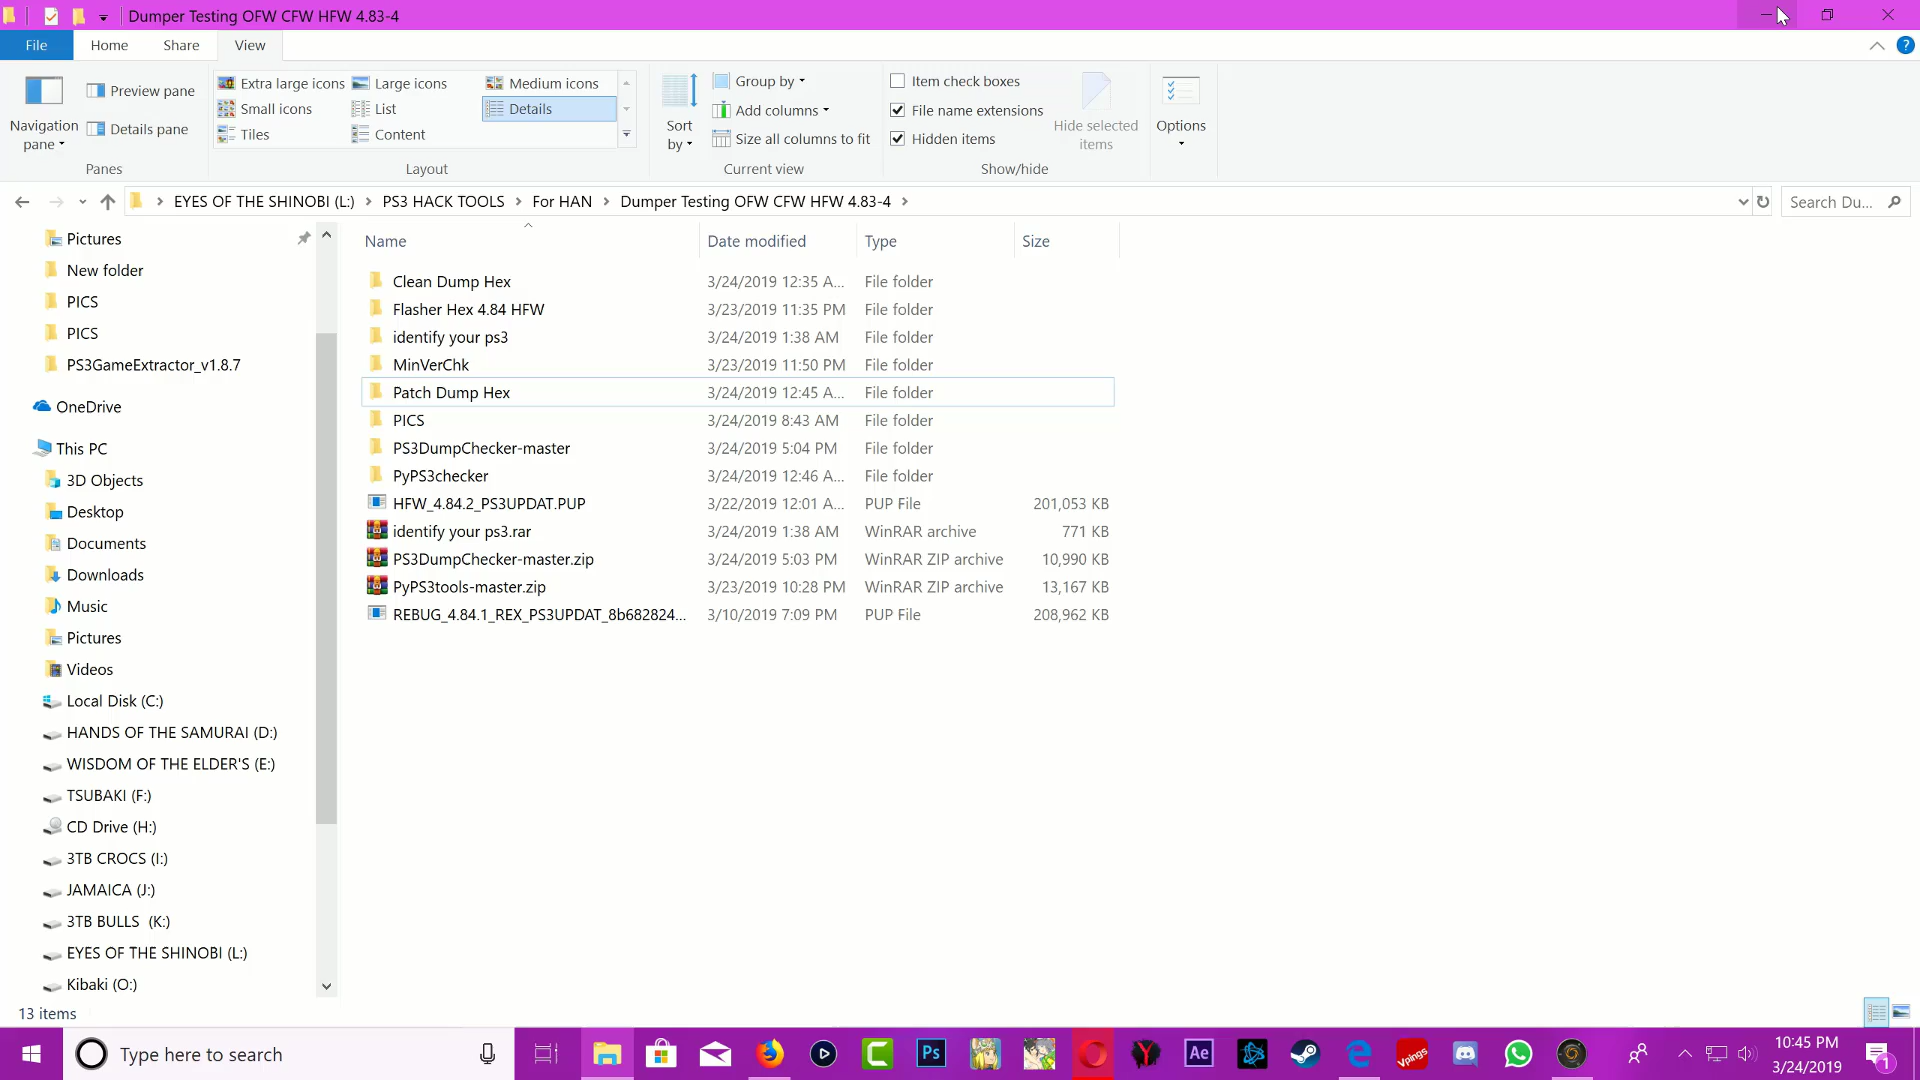 Dumper Testing OFW CFW HFW 4.83-4
File Home Share View
Navigation pane
Preview pane
Details pane
Panes
Extra large icons Large icons Medium icons
Small icons List Details
Tiles Content
Layout
Sort by
Group by
Add columns
Size all columns to fit
Current view
Item check boxes
File name extensions
Hidden items
Hide selected items
Show/hide
Options
EYES OF THE SHINOBI (L:) PS3 HACK TOOLS For HAN Dumper Testing OFW CFW HFW 4.83-4
Search Du...
Pictures
New folder
PICS
PICS
PS3GameExtractor_v1.8.7
OneDrive
This PC
3D Objects
Desktop
Documents
Downloads
Music
Pictures
Videos
Local Disk (C:)
HANDS OF THE SAMURAI (D:)
WISDOM OF THE ELDER'S (E:)
TSUBAKI (F:)
CD Drive (H:)
3TB CROCS (I:)
JAMAICA (J:)
3TB BULLS (K:)
EYES OF THE SHINOBI (L:)
Kibaki (O:)
Name Date modified Type Size
Clean Dump Hex 3/24/2019 12:35 A... File folder
Flasher Hex 4.84 HFW 3/23/2019 11:35 PM File folder
identify your ps3 3/24/2019 1:38 AM File folder
MinVerChk 3/23/2019 11:50 PM File folder
Patch Dump Hex 3/24/2019 12:45 A... File folder
PICS 3/24/2019 8:43 AM File folder
PS3DumpChecker-master 3/24/2019 5:04 PM File folder
PyPS3checker 3/24/2019 12:46 A... File folder
HFW_4.84.2_PS3UPDAT.PUP 3/22/2019 12:01 A... PUP File 201,053 KB
identify your ps3.rar 3/24/2019 1:38 AM WinRAR archive 771 KB
PS3DumpChecker-master.zip 3/24/2019 5:03 PM WinRAR ZIP archive 10,990 KB
PyPS3tools-master.zip 3/23/2019 10:28 PM WinRAR ZIP archive 13,167 KB
REBUG_4.84.1_REX_PS3UPDAT_8b682824... 3/10/2019 7:09 PM PUP File 208,962 KB
13 items
Type here to search
Ps
Ae
Vpings
10:45 PM
3/24/2019
1